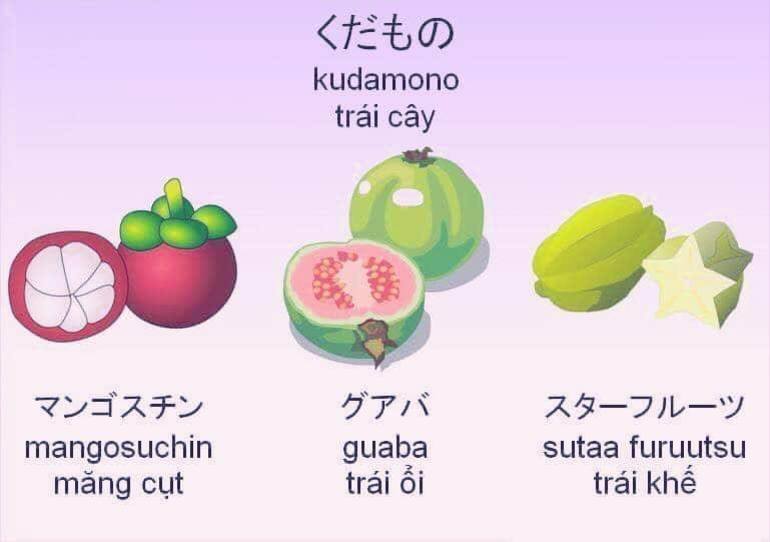 くだもの
kudamono
trái cây
マンゴスチン
mangosuchin
măng cụt
グアバ
guaba
trái ổi
スターフルーツ
sutaa furuutsu
trái khế